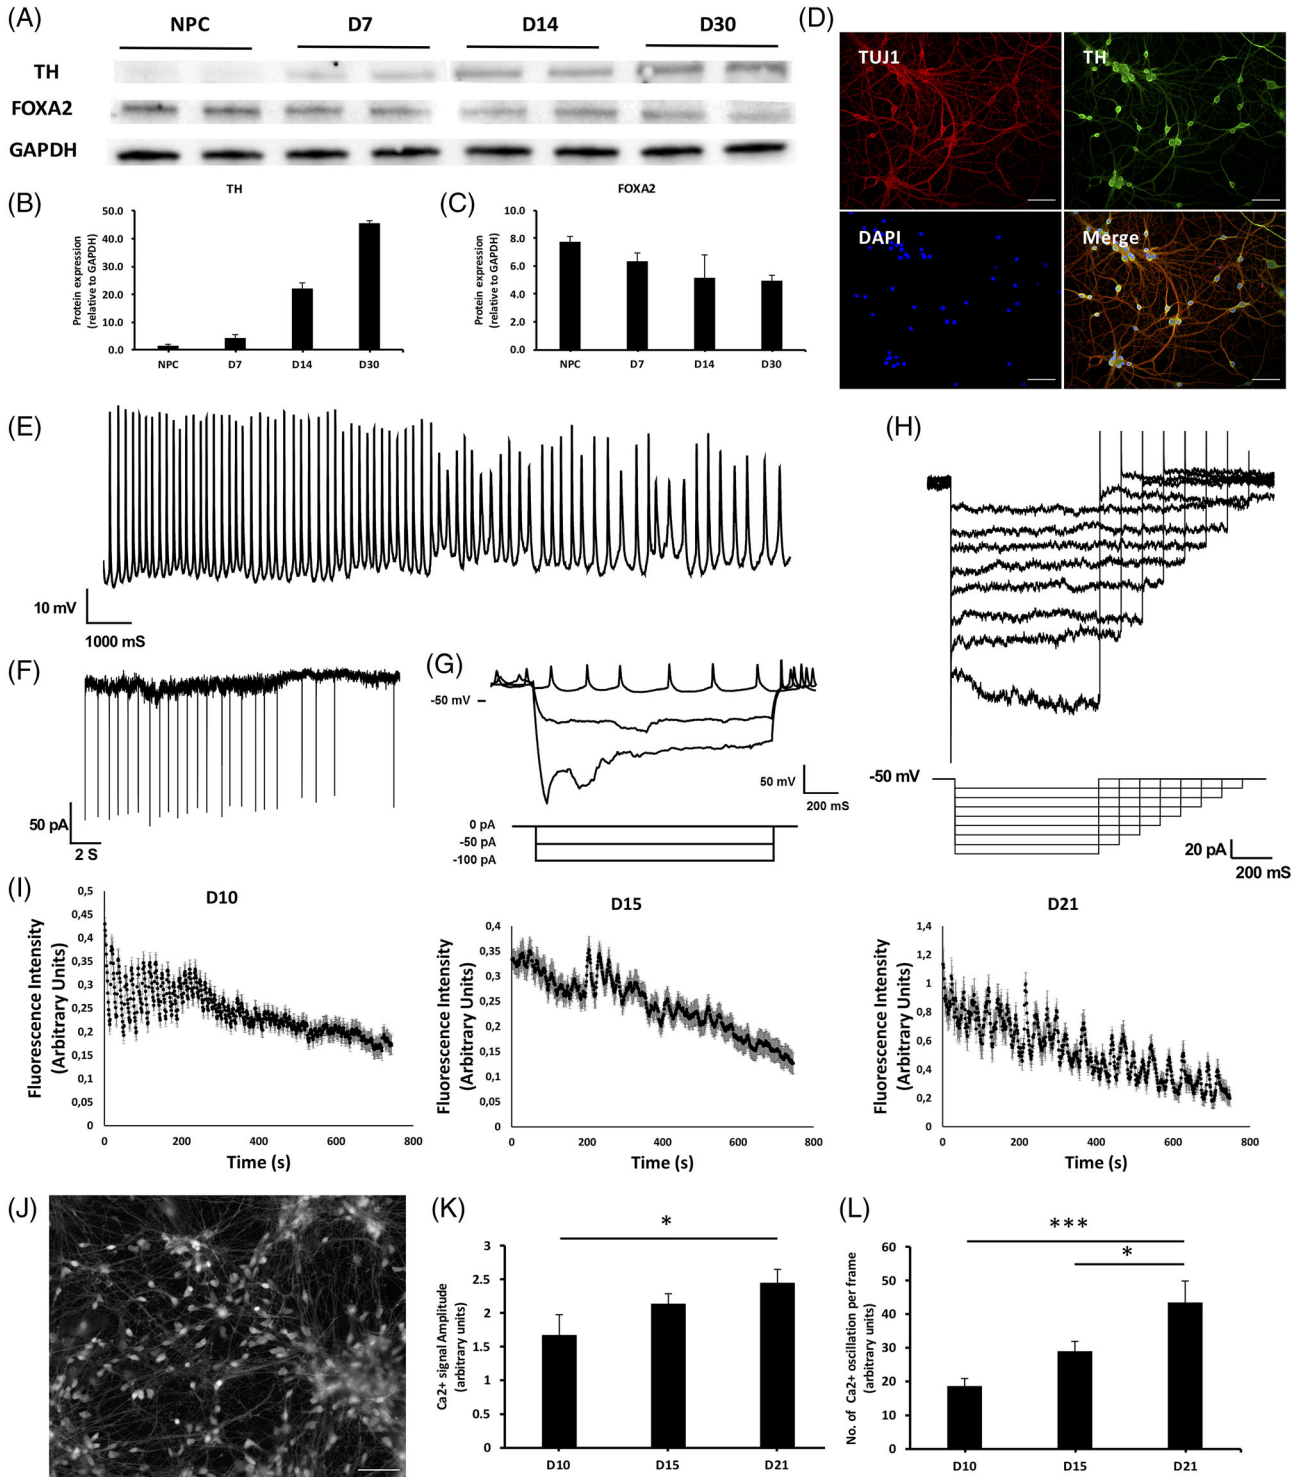 (A)
NPC D7 D14 D30
TH
FOXA2
GAPDH
(D)
TUJ1 TH
DAPI Merge
(B)
TH
Protein expression
(relative to GAPDH)
50.0
40.0
30.0
20.0
10.0
0.0
NPC D7 D14 D30
(C)
FOXA2
Protein expression
(relative to GAPDH)
10.0
8.0
6.0
4.0
2.0
0.0
NPC D7 D14 D30
(E)
10 mV
1000 mS
(F)
50 pA
2 S
(G)
-50 mV
50 mV
200 mS
0 pA
-50 pA
-100 pA
(H)
-50 mV
20 pA
200 mS
(I)
D10
Fluorescence Intensity
(Arbitrary Units)
0,5
0,45
0,4
0,35
0,3
0,25
0,2
0,15
0,1
0,05
0
0 200 400 600 800
Time (s)
D15
Fluorescence Intensity
(Arbitrary Units)
0,4
0,35
0,3
0,25
0,2
0,15
0,1
0,05
0
0 200 400 600 800
Time (s)
D21
Fluorescence Intensity
(Arbitrary Units)
1,4
1,2
1
0,8
0,6
0,4
0,2
0
0 200 400 600 800
Time (s)
(J)
(K)
*
Ca2+ signal Amplitude
(arbitrary units)
3
2.5
2
1.5
1
0.5
0
D10 D15 D21
(L)
***
*
No. of Ca2+ oscillation per frame
(arbitrary units)
60
50
40
30
20
10
0
D10 D15 D21